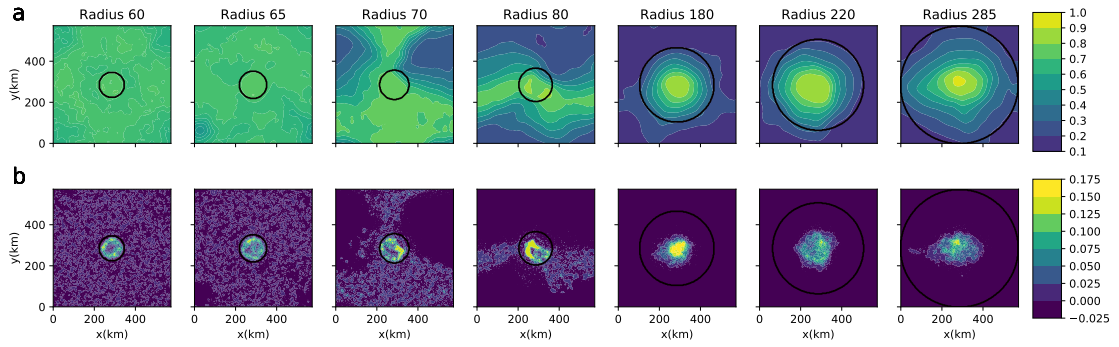 a
Radius 60
Radius 65
Radius 70
Radius 80
Radius 180
Radius 220
Radius 285
y(km)
400
200
0
1.0
0.9
0.8
0.7
0.6
0.5
0.4
0.3
0.2
0.1
b
y(km)
400
200
0
0 200 400
0 200 400
0 200 400
0 200 400
0 200 400
0 200 400
0 200 400
x(km)
x(km)
x(km)
x(km)
x(km)
x(km)
x(km)
0.175
0.150
0.125
0.100
0.075
0.050
0.025
0.000
−0.025